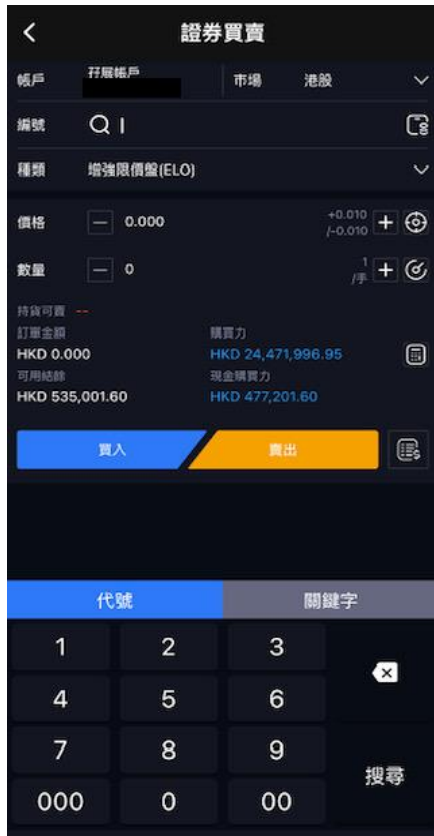 證券買賣
帳戶 孖展帳戶 市場 港股
編號
種類 增強限價盤(ELO)
價格 — 0.000 +0.010 /-0.010 +
數量 — 0 1 /手 +
持貨可賣 --
訂單金額 購買力
HKD 0.000 HKD 24,471,996.95
可用結餘 現金購買力
HKD 535,001.60 HKD 477,201.60
買入 賣出
代號 關鍵字
1 2 3
4 5 6
7 8 9 搜尋
000 0 00